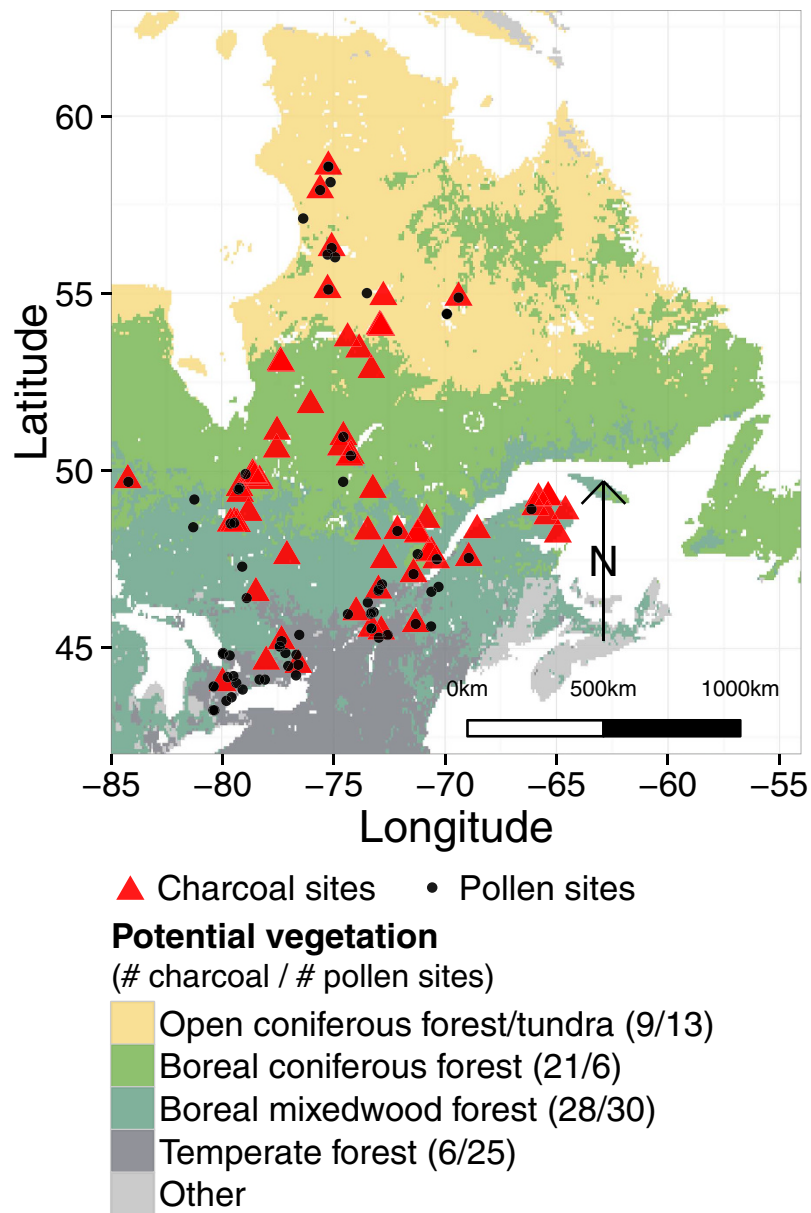 60
55
50
45
Latitude
N
0km 500km 1000km
−85 −80 −75 −70 −65 −60 −55
Longitude
Charcoal sites Pollen sites
Potential vegetation
(# charcoal / # pollen sites)
Open coniferous forest/tundra (9/13)
Boreal coniferous forest (21/6)
Boreal mixedwood forest (28/30)
Temperate forest (6/25)
Other